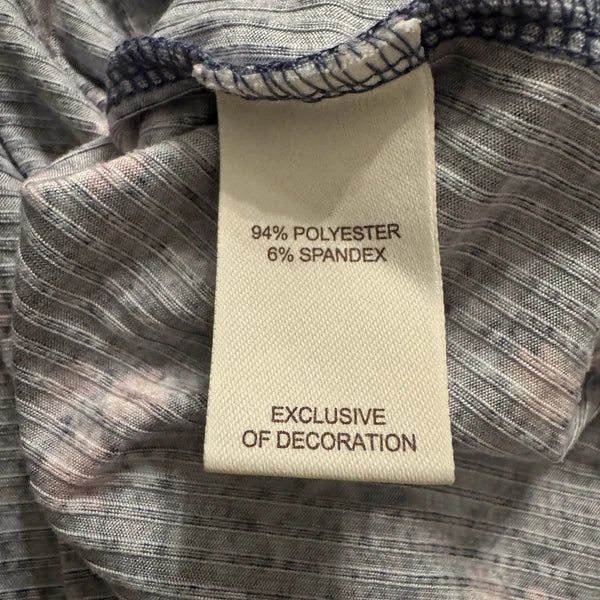 94% POLYESTER
6% SPANDEX
EXCLUSIVE
OF DECORATION